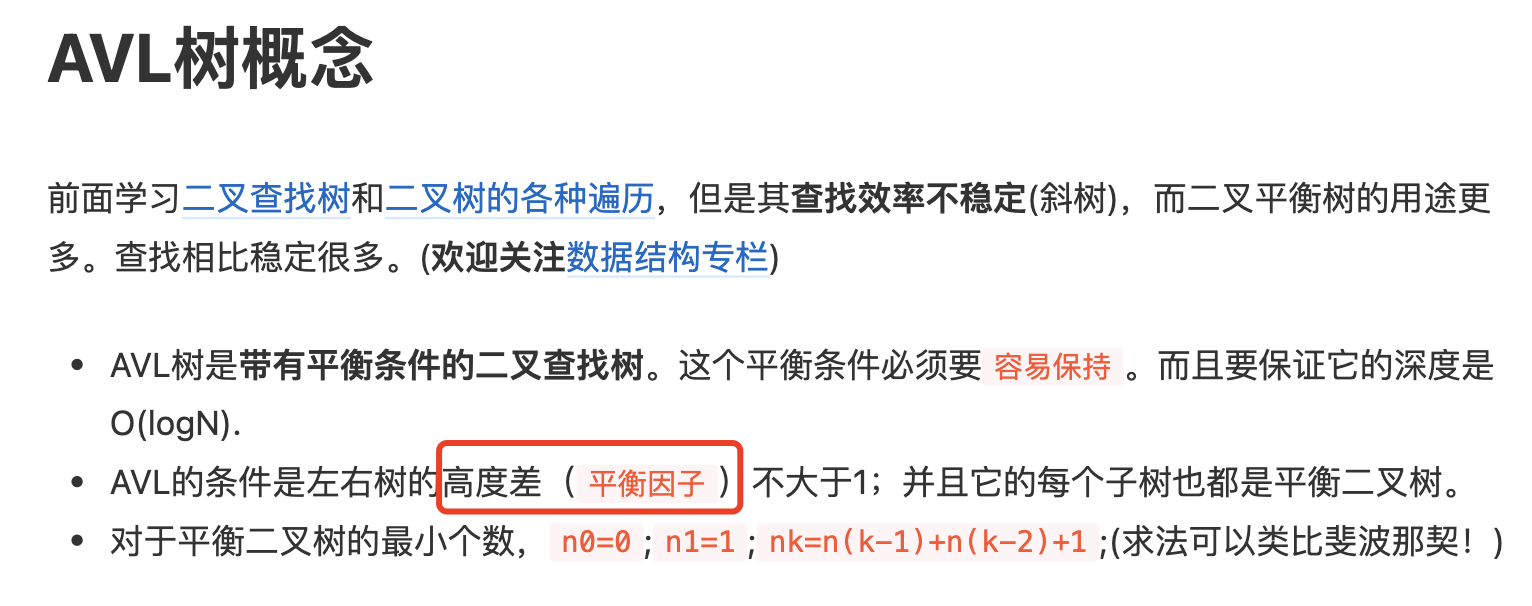 AVL树概念
前面学习二叉查找树和二叉树的各种遍历，但是其查找效率不稳定(斜树)，而二叉平衡树的用途更
多。查找相比稳定很多。(欢迎关注数据结构专栏)
• AVL树是带有平衡条件的二叉查找树。这个平衡条件必须要 容易保持 。而且要保证它的深度是
O(logN).
• AVL的条件是左右树的高度差（ 平衡因子 ）不大于1；并且它的每个子树也都是平衡二叉树。
• 对于平衡二叉树的最小个数， n0=0 ; n1=1 ; nk=n(k-1)+n(k-2)+1 ;(求法可以类比斐波那契！)